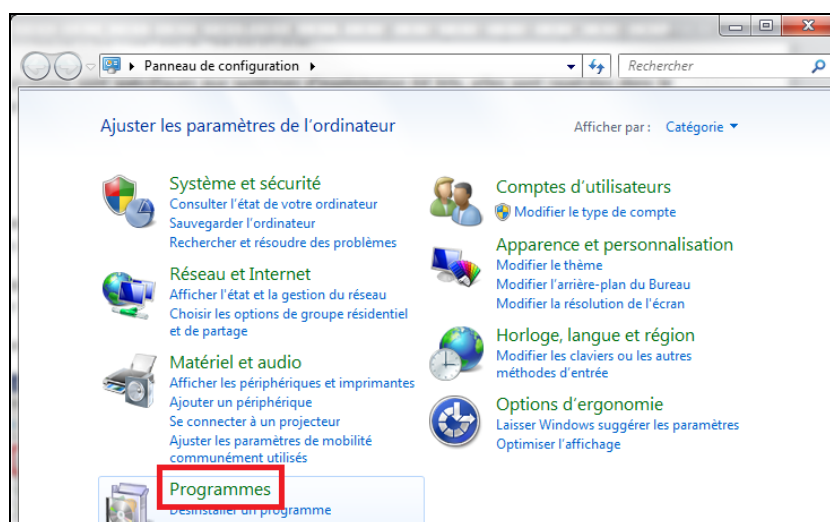 Panneau de configuration
Rechercher
Ajuster les paramètres de l'ordinateur
Afficher par : Catégorie
Système et sécurité
Consulter l'état de votre ordinateur
Sauvegarder l'ordinateur
Rechercher et résoudre des problèmes
Réseau et Internet
Afficher l'état et la gestion du réseau
Choisir les options de groupe résidentiel
et de partage
Matériel et audio
Afficher les périphériques et imprimantes
Ajouter un périphérique
Se connecter à un projecteur
Ajuster les paramètres de mobilité
communément utilisés
Programmes
Désinstaller un programme
Comptes d'utilisateurs
Modifier le type de compte
Apparence et personnalisation
Modifier le thème
Modifier l'arrière-plan du Bureau
Modifier la résolution de l'écran
Horloge, langue et région
Modifier les claviers ou les autres
méthodes d'entrée
Options d'ergonomie
Laisser Windows suggérer les paramètres
Optimiser l'affichage